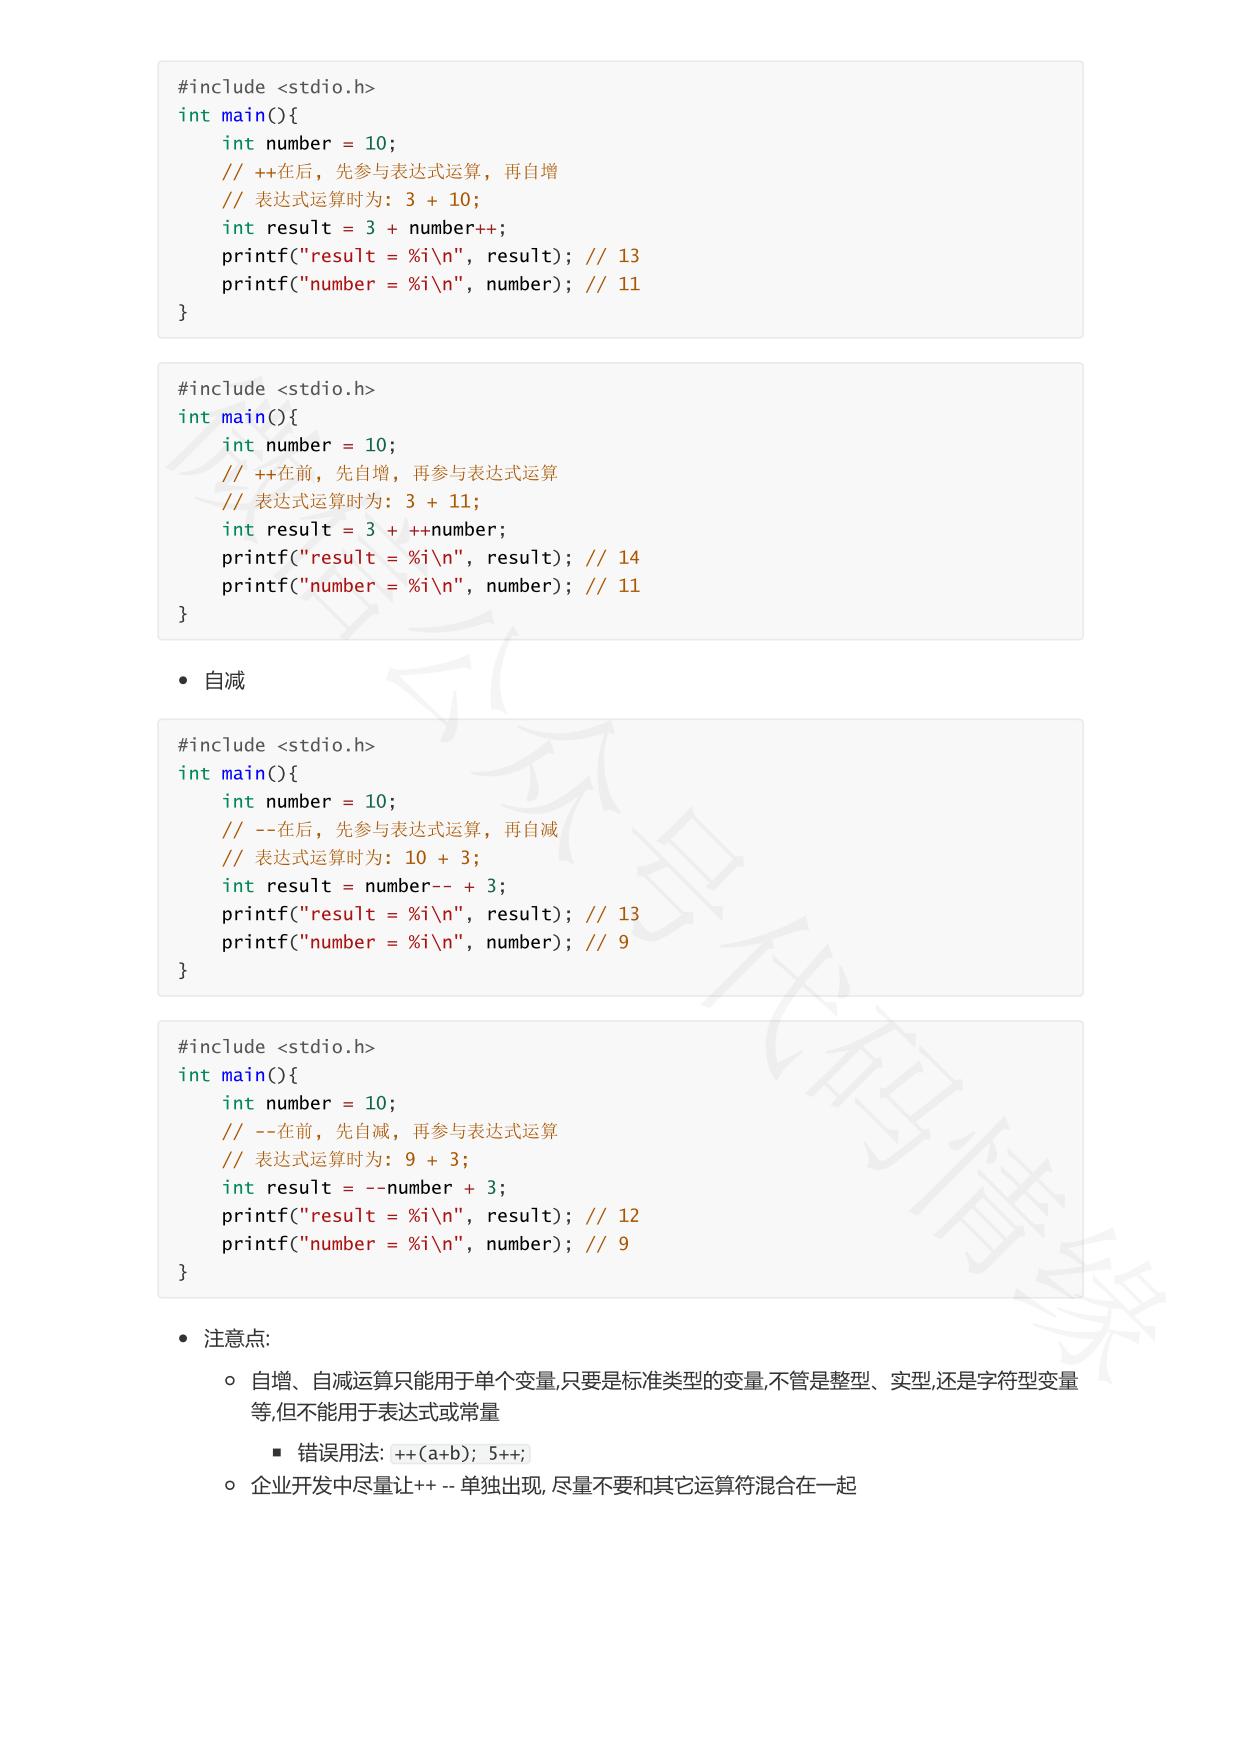 #include <stdio.h>
int main(){
    int number = 10;
    // ++在后, 先参与表达式运算, 再自增
    // 表达式运算时为: 3 + 10;
    int result = 3 + number++;
    printf("result = %i\n", result); // 13
    printf("number = %i\n", number); // 11
}
#include <stdio.h>
int main(){
    int number = 10;
    // ++在前, 先自增, 再参与表达式运算
    // 表达式运算时为: 3 + 11;
    int result = 3 + ++number;
    printf("result = %i\n", result); // 14
    printf("number = %i\n", number); // 11
}
• 自减
#include <stdio.h>
int main(){
    int number = 10;
    // --在后, 先参与表达式运算, 再自减
    // 表达式运算时为: 10 + 3;
    int result = number-- + 3;
    printf("result = %i\n", result); // 13
    printf("number = %i\n", number); // 9
}
#include <stdio.h>
int main(){
    int number = 10;
    // --在前, 先自减, 再参与表达式运算
    // 表达式运算时为: 9 + 3;
    int result = --number + 3;
    printf("result = %i\n", result); // 12
    printf("number = %i\n", number); // 9
}
• 注意点:
○ 自增、自减运算只能用于单个变量,只要是标准类型的变量,不管是整型、实型,还是字符型变量
等,但不能用于表达式或常量
▪ 错误用法: ++(a+b); 5++;
○ 企业开发中尽量让++ -- 单独出现, 尽量不要和其它运算符混合在一起
微信公众号代码情缘